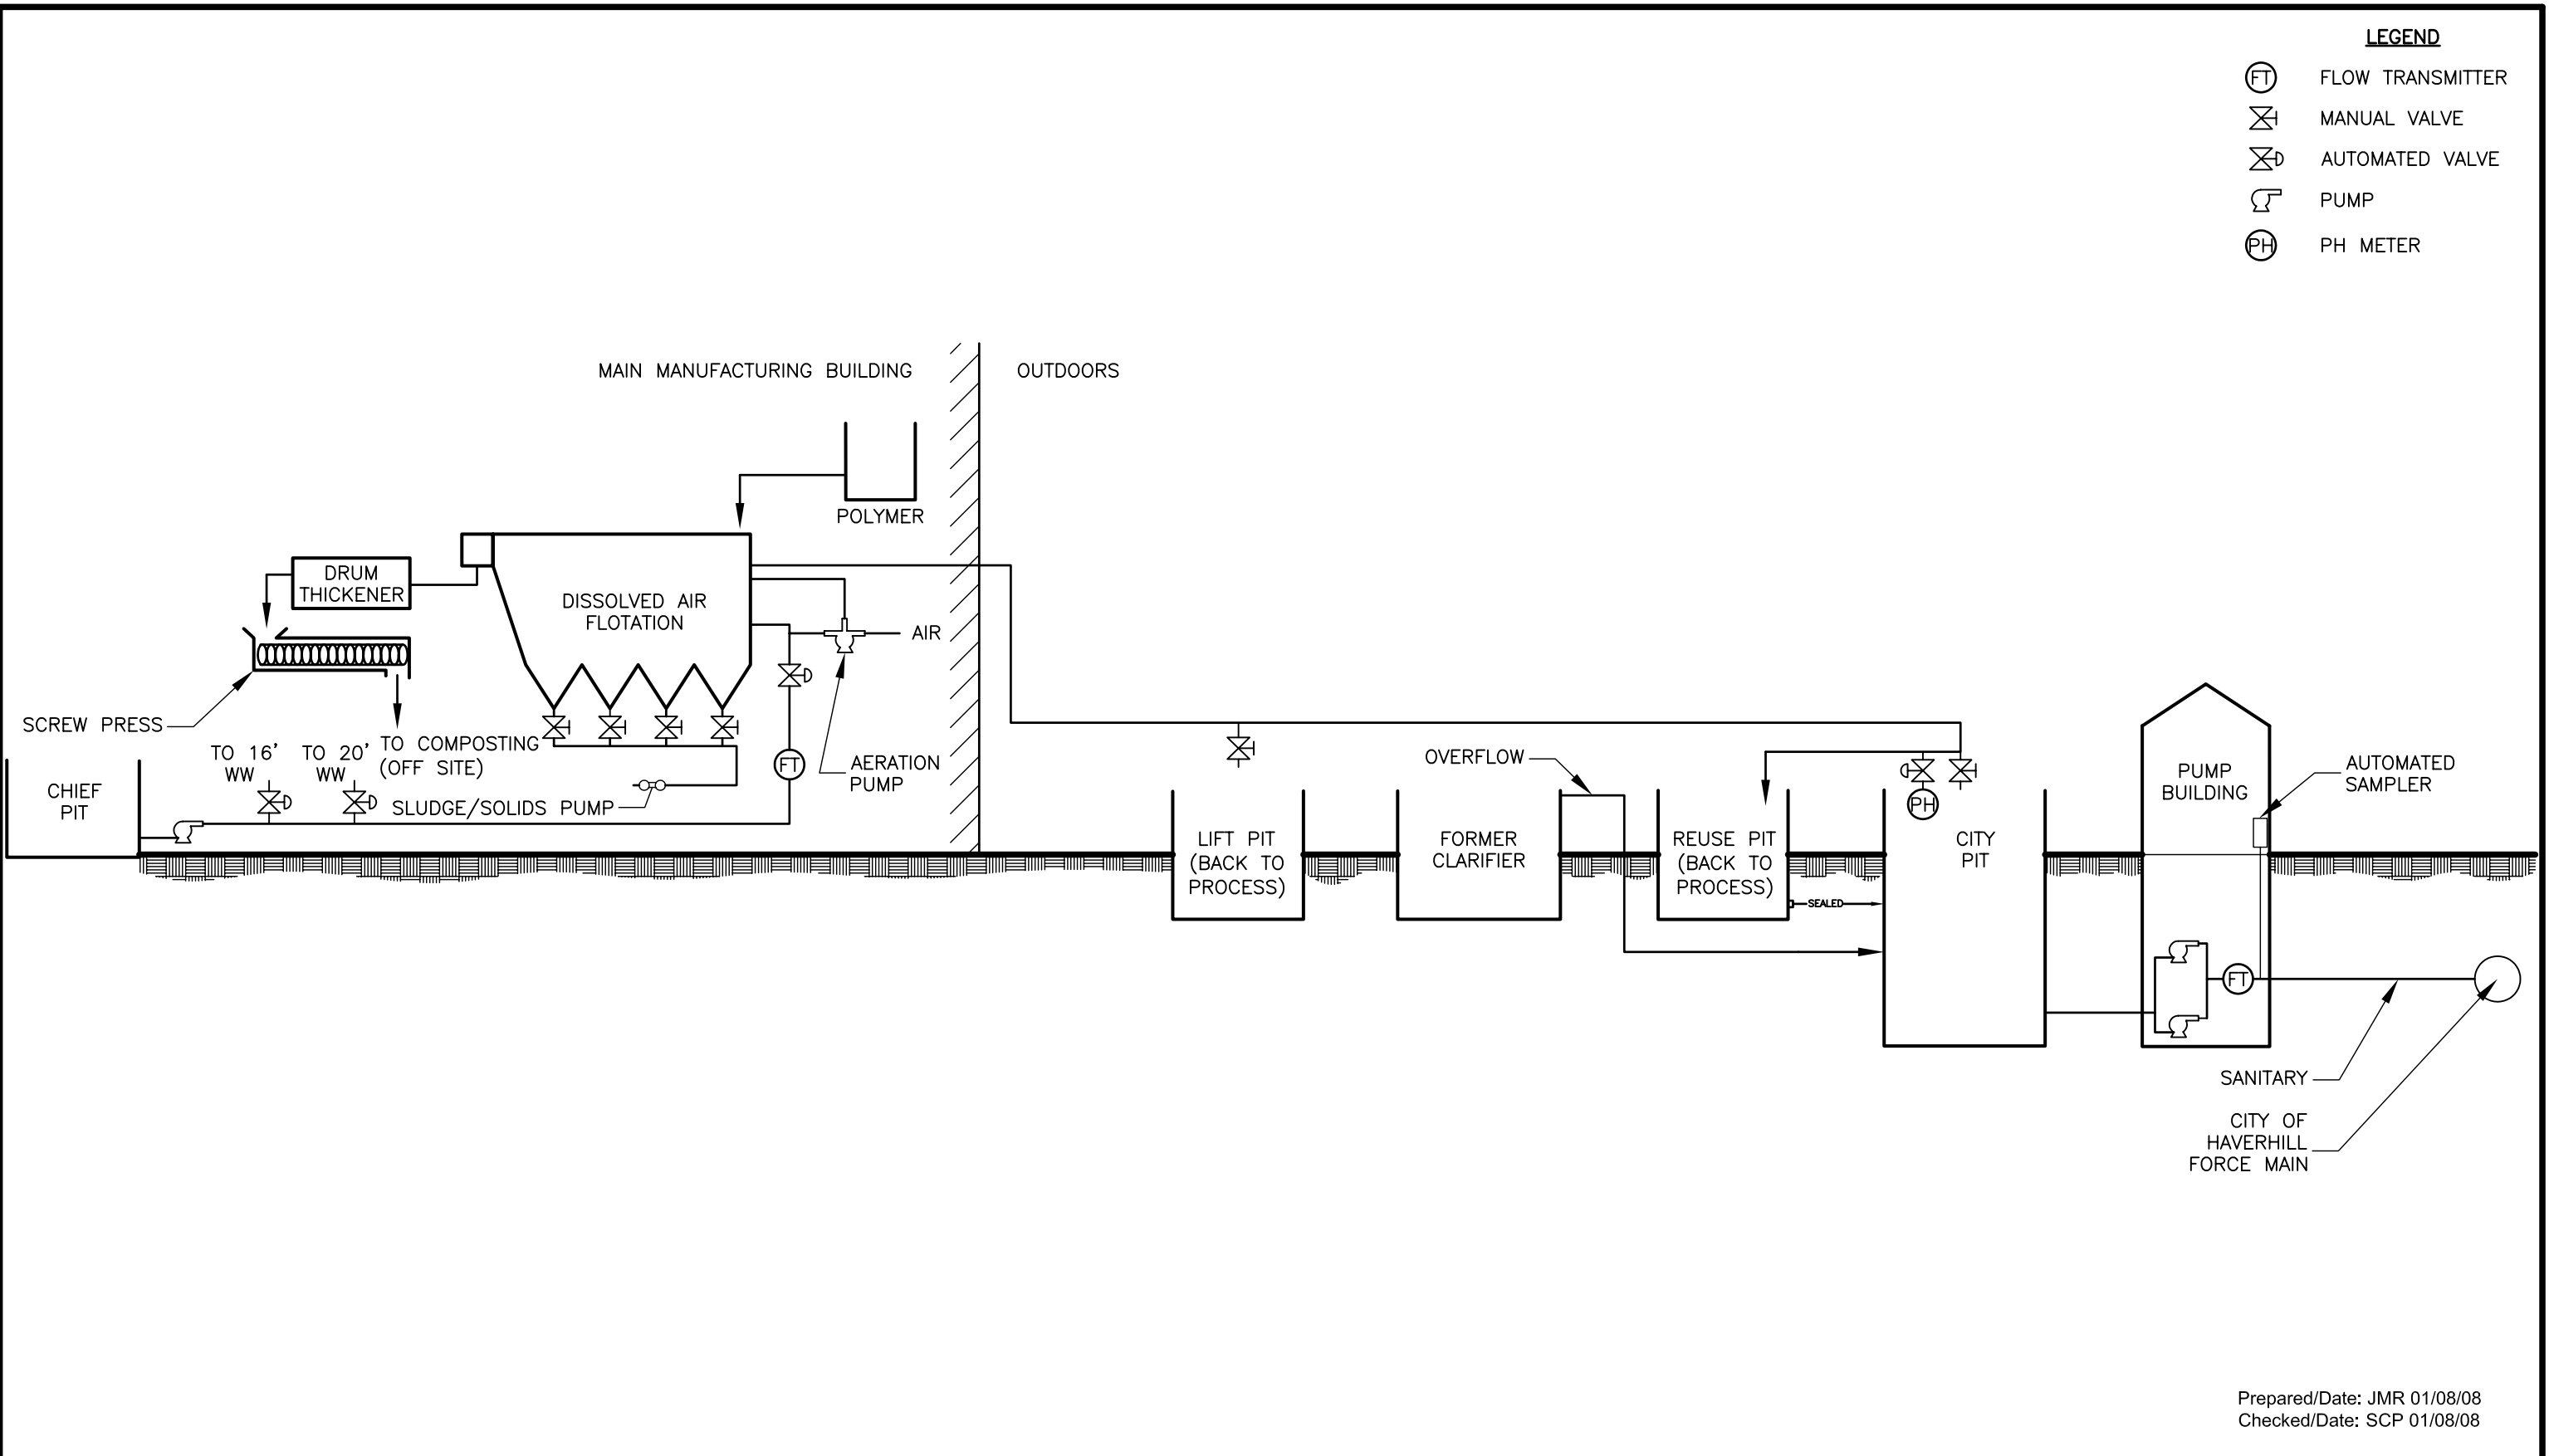 LEGEND
FT FLOW TRANSMITTER
MANUAL VALVE
AUTOMATED VALVE
PUMP
PH PH METER
MAIN MANUFACTURING BUILDING
OUTDOORS
POLYMER
DRUM
THICKENER
DISSOLVED AIR
FLOTATION
AIR
SCREW PRESS
TO 16'
WW
TO 20'
WW
TO COMPOSTING
(OFF SITE)
FT
AERATION
PUMP
CHIEF
PIT
SLUDGE/SOLIDS PUMP
OVERFLOW
LIFT PIT
(BACK TO
PROCESS)
FORMER
CLARIFIER
REUSE PIT
(BACK TO
PROCESS)
SEALED
PH
CITY
PIT
PUMP
BUILDING
AUTOMATED
SAMPLER
FT
SANITARY
CITY OF
HAVERHILL
FORCE MAIN
Prepared/Date: JMR 01/08/08
Checked/Date: SCP 01/08/08